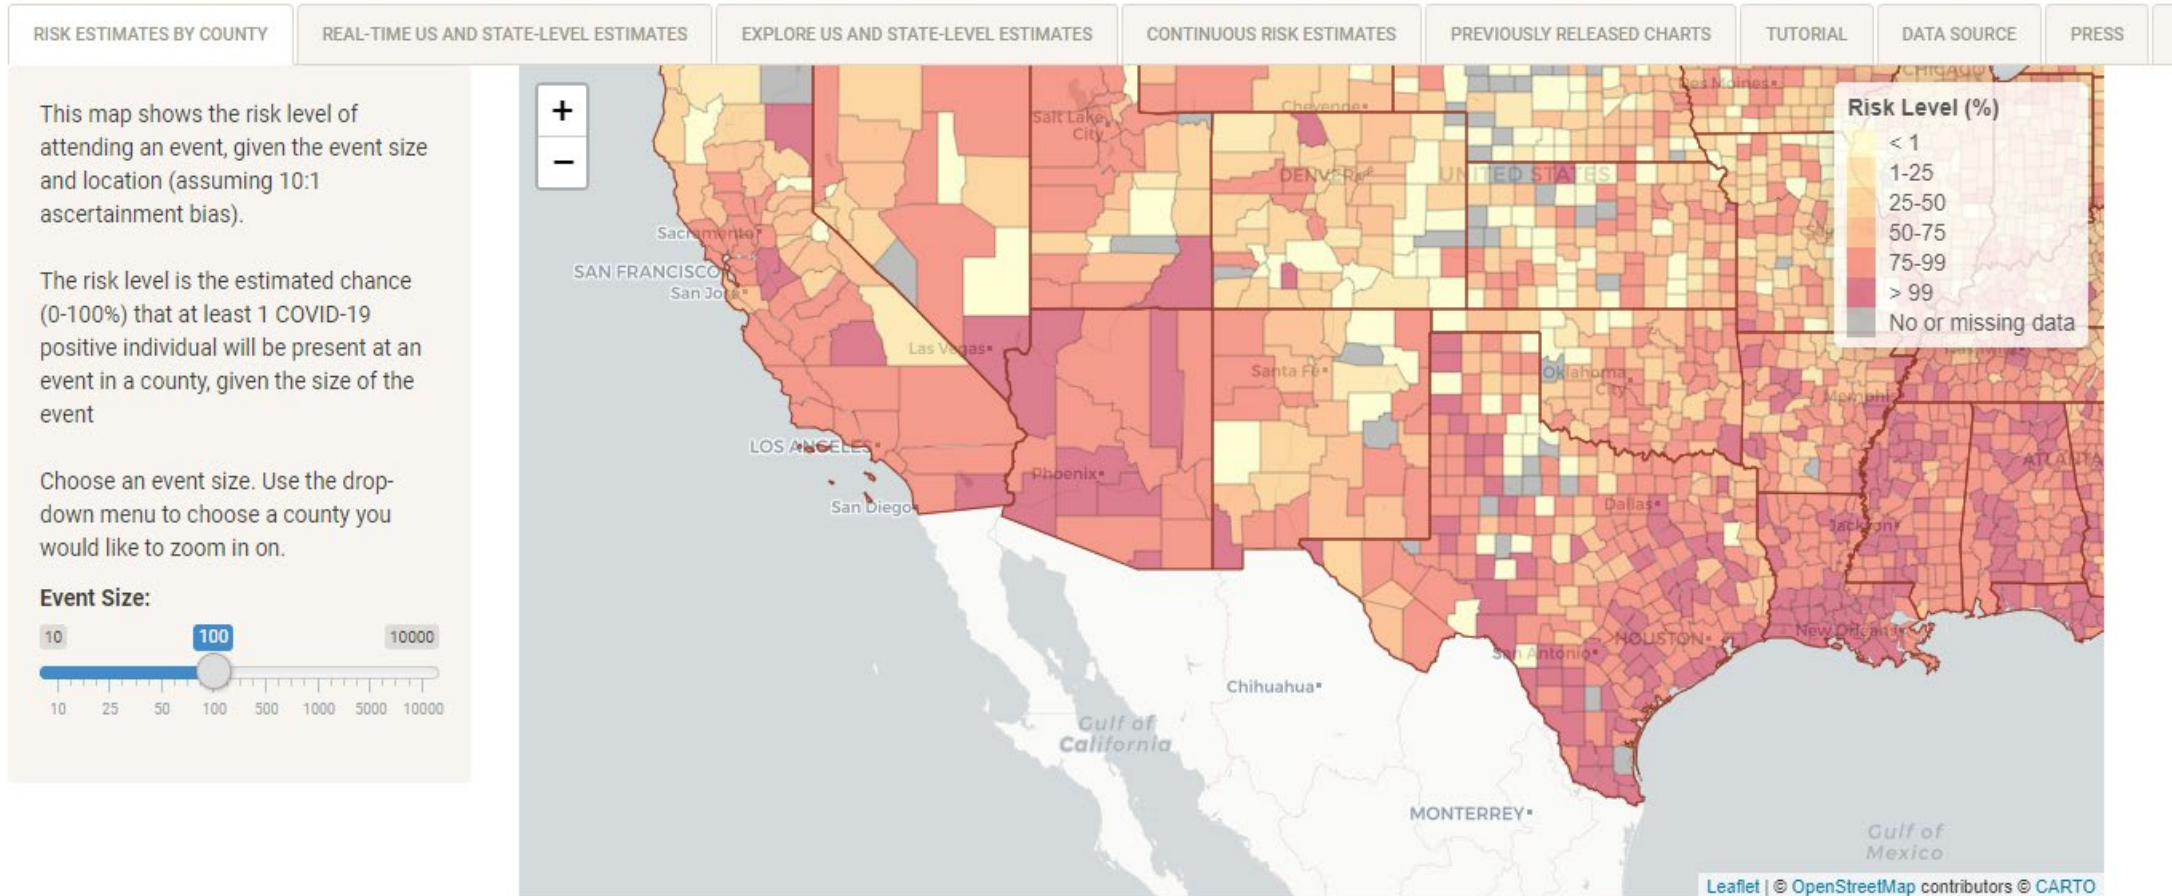 RISK ESTIMATES BY COUNTY
REAL-TIME US AND STATE-LEVEL ESTIMATES
EXPLORE US AND STATE-LEVEL ESTIMATES
CONTINUOUS RISK ESTIMATES
PREVIOUSLY RELEASED CHARTS
TUTORIAL
DATA SOURCE
PRESS
This map shows the risk level of
attending an event, given the event size
and location (assuming 10:1
ascertainment bias).
The risk level is the estimated chance
(0-100%) that at least 1 COVID-19
positive individual will be present at an
event in a county, given the size of the
event
Choose an event size. Use the drop-
down menu to choose a county you
would like to zoom in on.
Event Size:
10
100
10000
10 25 50 100 500 1000 5000 10000
+
−
Risk Level (%)
< 1
1-25
25-50
50-75
75-99
> 99
No or missing data
CHICAGO
Des Moines
Cheyenne
Salt Lake
City
DENVER
UNITED STATES
Sacramento
SAN FRANCISCO
San Jose
Las Vegas
Santa Fe
Oklahoma
City
Memphis
LOS ANGELES
Phoenix
ATLANTA
San Diego
Dallas
Jackson
HOUSTON
New Orleans
San Antonio
Chihuahua
Gulf of
California
MONTERREY
Gulf of
Mexico
Leaflet | © OpenStreetMap contributors © CARTO